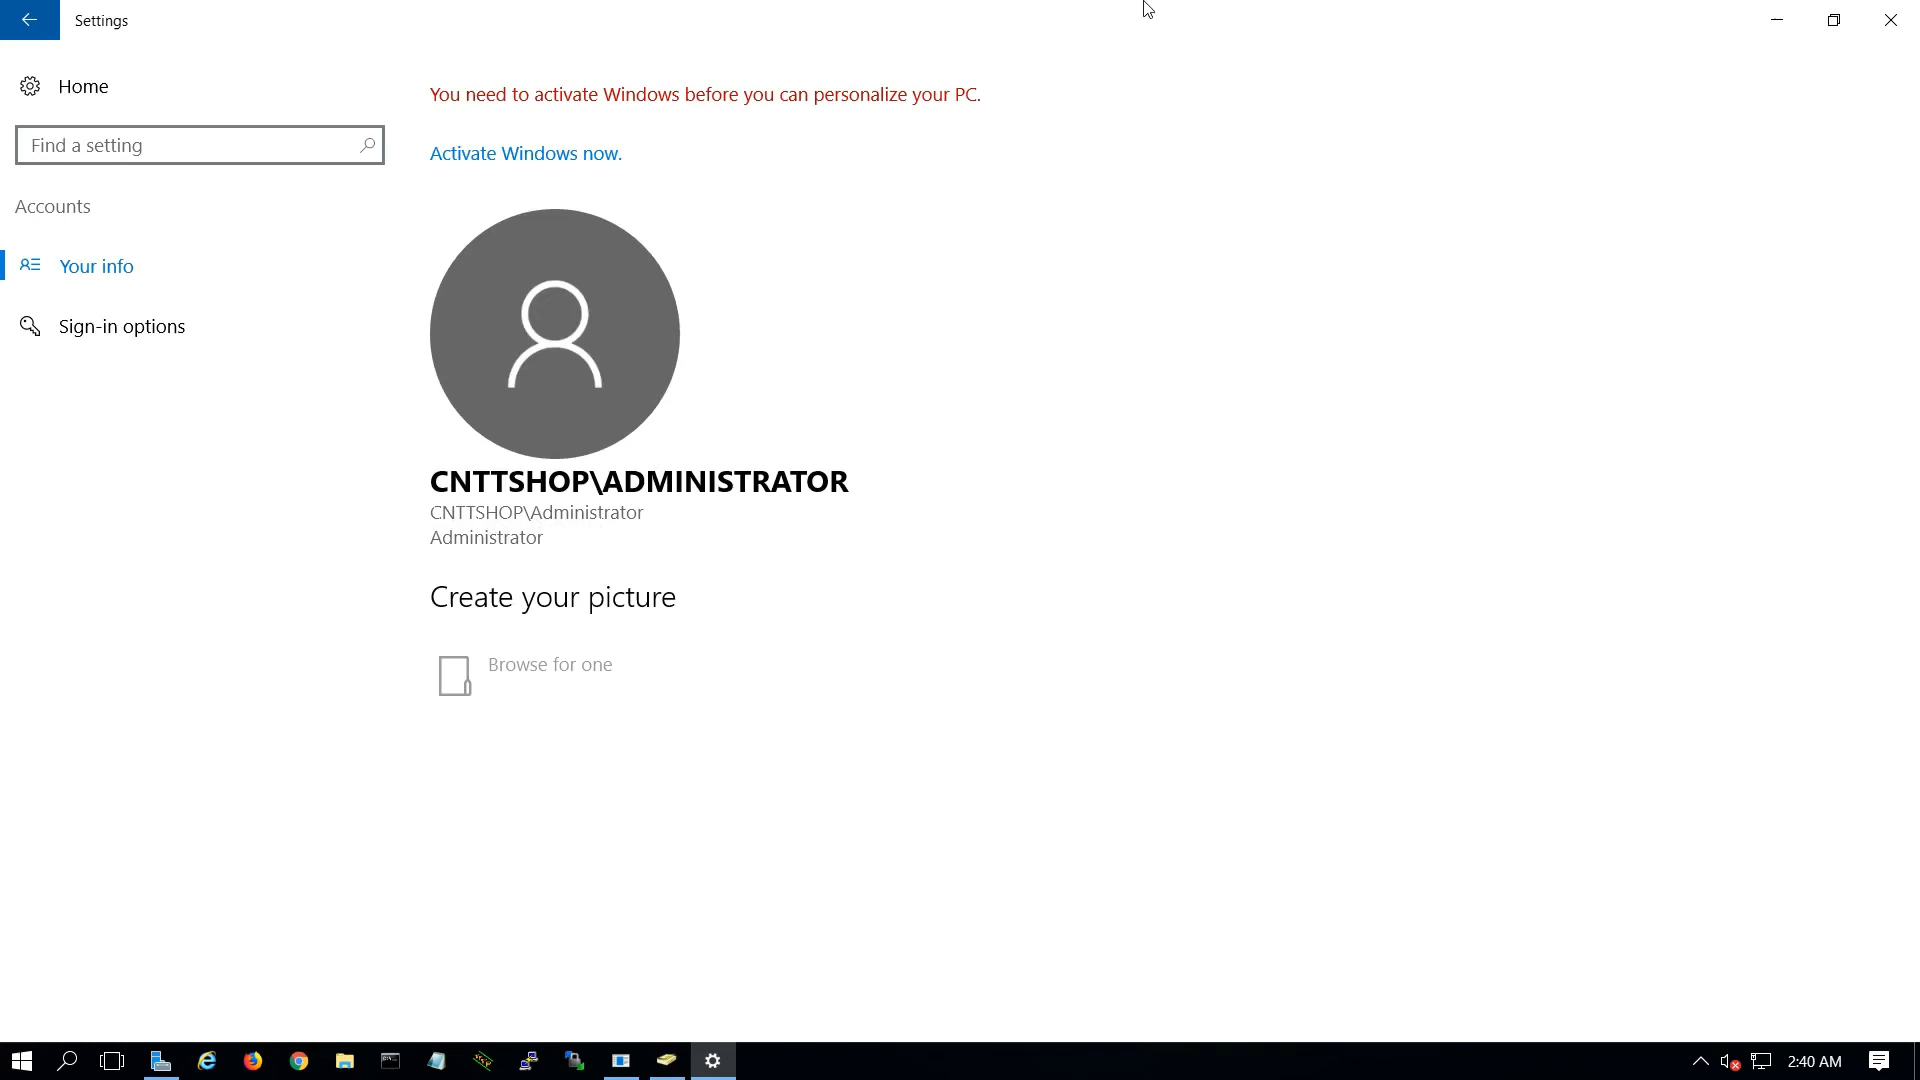 Settings
Home
Find a setting
Accounts
Your info
Sign-in options
You need to activate Windows before you can personalize your PC.
Activate Windows now.
CNTTSHOP\ADMINISTRATOR
CNTTSHOP\Administrator
Administrator
Create your picture
Browse for one
2:40 AM